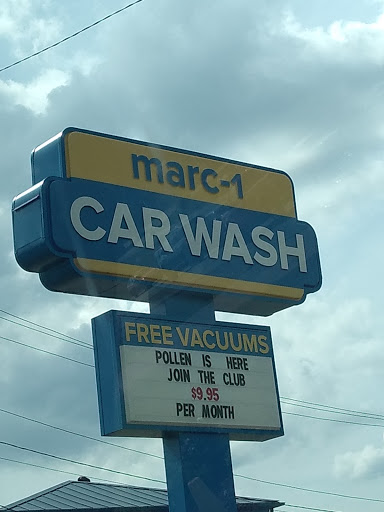 marc-1
CAR WASH
FREE VACUUMS
POLLEN IS HERE
JOIN THE CLUB
$9.95
PER MONTH